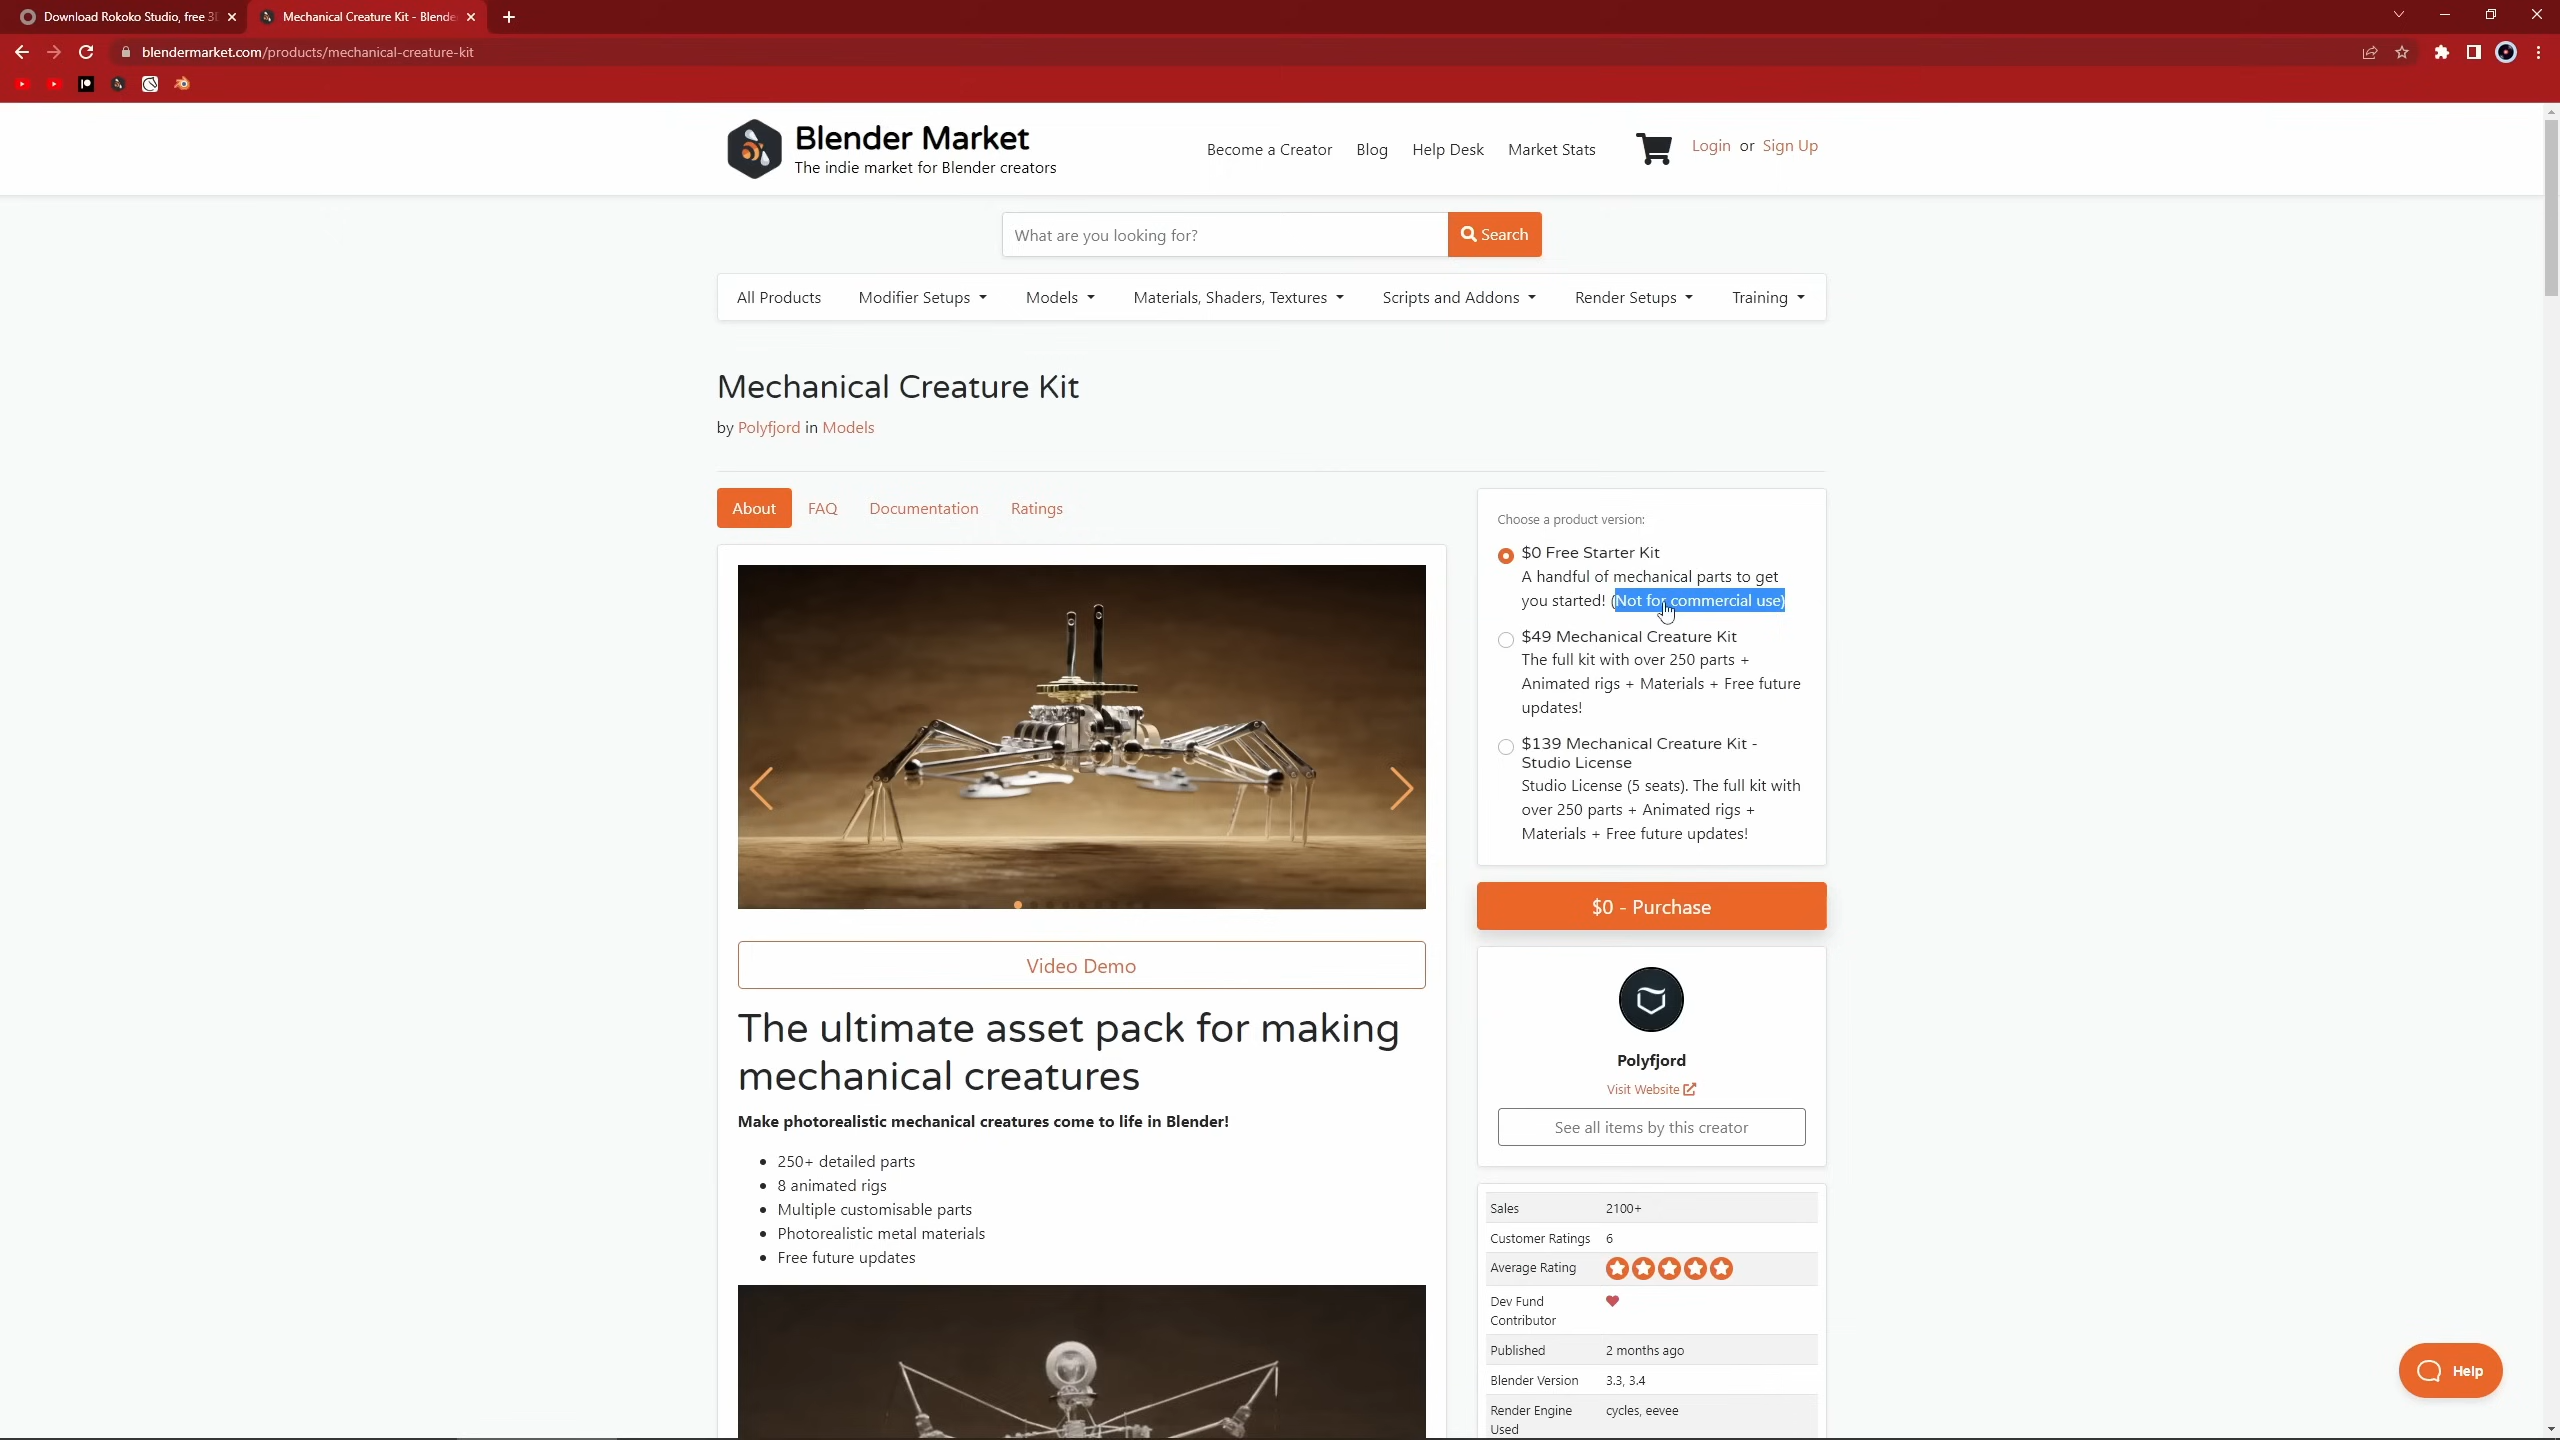 Download Rokoko Studio, free 3
Mechanical Creature Kit - Blende
blendermarket.com/products/mechanical-creature-kit
Blender Market
The indie market for Blender creators
Become a Creator
Blog
Help Desk
Market Stats
Login or Sign Up
What are you looking for?
Search
All Products
Modifier Setups
Models
Materials, Shaders, Textures
Scripts and Addons
Render Setups
Training
Mechanical Creature Kit
by Polyfjord in Models
About
FAQ
Documentation
Ratings
Choose a product version:
$0 Free Starter Kit
A handful of mechanical parts to get
you started! (Not for commercial use)
$49 Mechanical Creature Kit
The full kit with over 250 parts +
Animated rigs + Materials + Free future
updates!
$139 Mechanical Creature Kit -
Studio License
Studio License (5 seats). The full kit with
over 250 parts + Animated rigs +
Materials + Free future updates!
$0 - Purchase
Video Demo
The ultimate asset pack for making
mechanical creatures
Make photorealistic mechanical creatures come to life in Blender!
• 250+ detailed parts
• 8 animated rigs
• Multiple customisable parts
• Photorealistic metal materials
• Free future updates
Polyfjord
Visit Website
See all items by this creator
Sales 2100+
Customer Ratings 6
Average Rating
Dev Fund
Contributor
Published 2 months ago
Blender Version 3.3, 3.4
Render Engine cycles, eevee
Used
Help